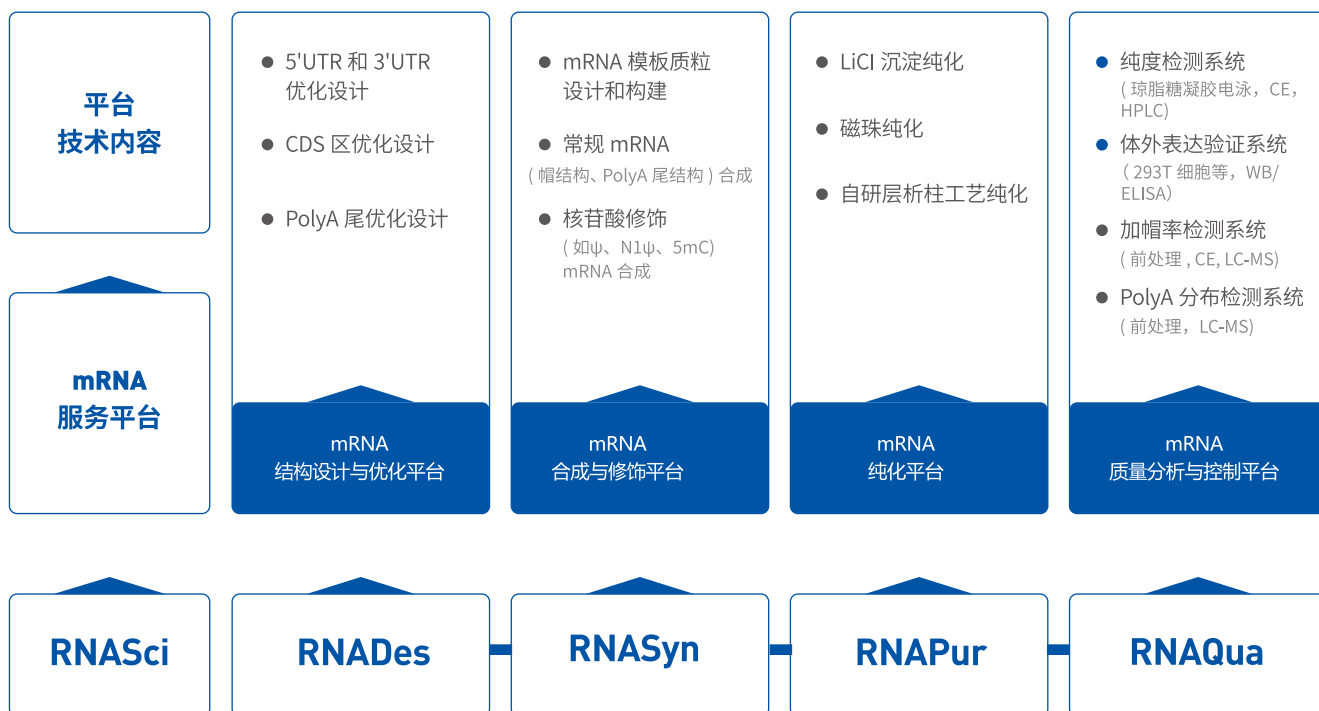 平台
技术内容
mRNA
服务平台
● 5'UTR 和 3'UTR
优化设计
● CDS 区优化设计
● PolyA 尾优化设计
mRNA
结构设计与优化平台
● mRNA 模板质粒
设计和构建
● 常规 mRNA
( 帽结构、PolyA 尾结构 ) 合成
● 核苷酸修饰
( 如ψ、N1ψ、5mC)
mRNA 合成
mRNA
合成与修饰平台
● LiCl 沉淀纯化
● 磁珠纯化
● 自研层析柱工艺纯化
mRNA
纯化平台
● 纯度检测系统
( 琼脂糖凝胶电泳，CE，
HPLC)
● 体外表达验证系统
（ 293T 细胞等，WB/
ELISA）
● 加帽率检测系统
( 前处理 , CE, LC-MS)
● PolyA 分布检测系统
( 前处理，LC-MS)
mRNA
质量分析与控制平台
RNASci
RNADes
RNASyn
RNAPur
RNAQua